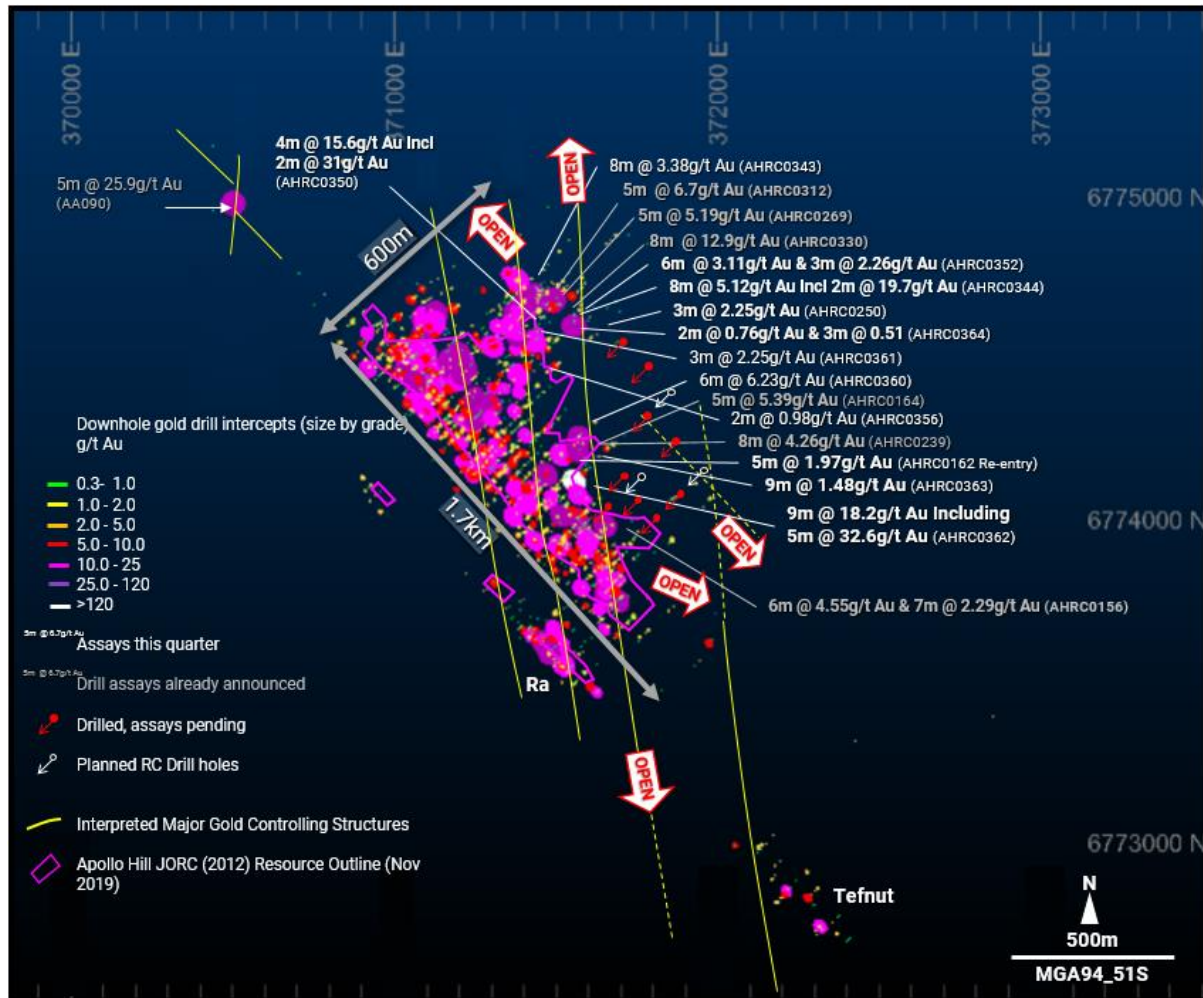 370000 E
371000 E
372000 E
373000 E
4m @ 15.6g/t Au Incl
2m @ 31g/t Au
(AHRC0350)
5m @ 25.9g/t Au
(AA090)
OPEN
OPEN
600m
8m @ 3.38g/t Au (AHRC0343)
5m @ 6.7g/t Au (AHRC0312)
5m @ 5.19g/t Au (AHRC0269)
8m @ 12.9g/t Au (AHRC0330)
6m @ 3.11g/t Au & 3m @ 2.26g/t Au (AHRC0352)
8m @ 5.12g/t Au Incl 2m @ 19.7g/t Au (AHRC0344)
3m @ 2.25g/t Au (AHRC0250)
2m @ 0.76g/t Au & 3m @ 0.51 (AHRC0364)
3m @ 2.25g/t Au (AHRC0361)
6m @ 6.23g/t Au (AHRC0360)
5m @ 5.39g/t Au (AHRC0164)
2m @ 0.98g/t Au (AHRC0356)
8m @ 4.26g/t Au (AHRC0239)
5m @ 1.97g/t Au (AHRC0162 Re-entry)
9m @ 1.48g/t Au (AHRC0363)
9m @ 18.2g/t Au Including
5m @ 32.6g/t Au (AHRC0362)
6m @ 4.55g/t Au & 7m @ 2.29g/t Au (AHRC0156)
6775000 N
6774000 N
6773000 N
1.7km
OPEN
OPEN
OPEN
Ra
Tefnut
Downhole gold drill intercepts (size by grade)
g/t Au
0.3- 1.0
1.0 - 2.0
2.0 - 5.0
5.0 - 10.0
10.0 - 25
25.0 - 120
>120
5m @ 6.7g/t Au
Assays this quarter
5m @ 6.7g/t Au
Drill assays already announced
Drilled, assays pending
Planned RC Drill holes
Interpreted Major Gold Controlling Structures
Apollo Hill JORC (2012) Resource Outline (Nov
2019)
N
500m
MGA94_51S